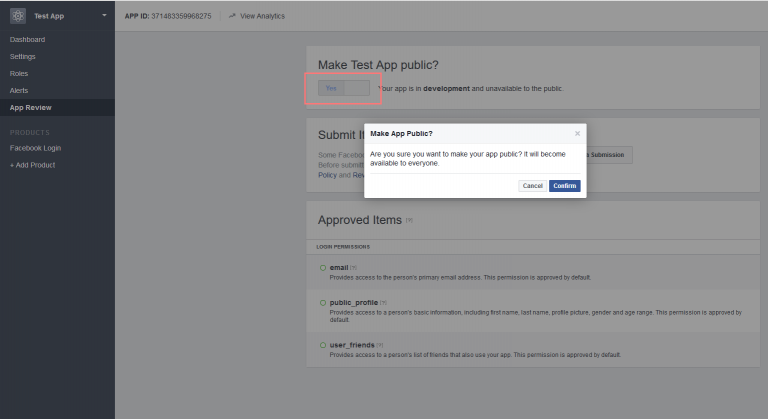 Test App
APP ID: 371483359968275
View Analytics
Dashboard
Settings
Roles
Alerts
App Review
PRODUCTS
Facebook Login
+ Add Product
Make Test App public?
Yes
Your app is in development and unavailable to the public.
Submit It
Some Facebo
Before submitt
Policy and Rev
Submission
Make App Public?
Are you sure you want to make your app public? It will become
available to everyone.
Cancel
Confirm
Approved Items [?]
LOGIN PERMISSIONS
email [?]
Provides access to the person's primary email address. This permission is approved by default.
public_profile [?]
Provides access to a person's basic information, including first name, last name, profile picture, gender and age range. This permission is approved by
default.
user_friends [?]
Provides access to a person's list of friends that also use your app. This permission is approved by default.